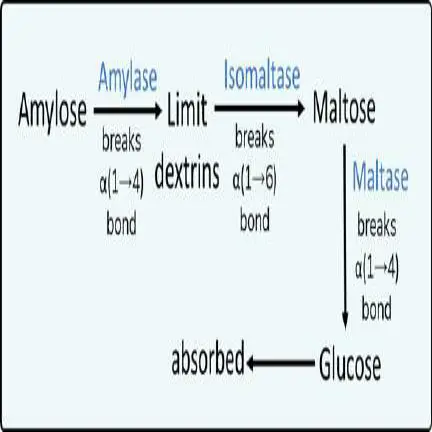 Amylase
Isomaltase
Amylose
Limit
dextrins
Maltose
breaks
α(1→4)
bond
breaks
α(1→6)
bond
Maltase
breaks
α(1→4)
bond
Glucose
absorbed